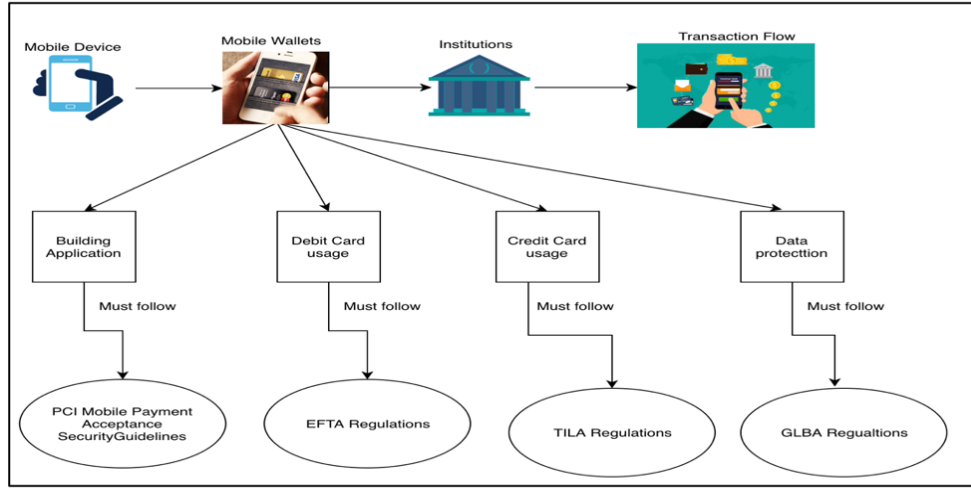 Mobile Device
Mobile Wallets
Institutions
Transaction Flow
Building
Application
Debit Card
usage
Credit Card
usage
Data
protecttion
Must follow
Must follow
Must follow
Must follow
PCI Mobile Payment
Acceptance
SecurityGuidelines
EFTA Regulations
TILA Regulations
GLBA Regualtions